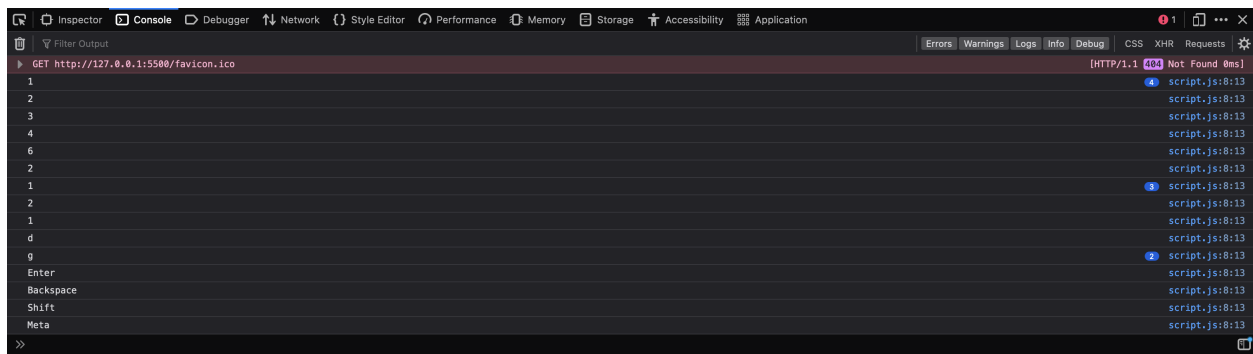 Inspector Console Debugger Network {} Style Editor Performance Memory Storage Accessibility Application 1
Filter Output Errors Warnings Logs Info Debug CSS XHR Requests
GET http://127.0.0.1:5500/favicon.ico [HTTP/1.1 404 Not Found 0ms]
1 4 script.js:8:13
2 script.js:8:13
3 script.js:8:13
4 script.js:8:13
6 script.js:8:13
2 script.js:8:13
1 3 script.js:8:13
2 script.js:8:13
1 script.js:8:13
d script.js:8:13
g 2 script.js:8:13
Enter script.js:8:13
Backspace script.js:8:13
Shift script.js:8:13
Meta script.js:8:13